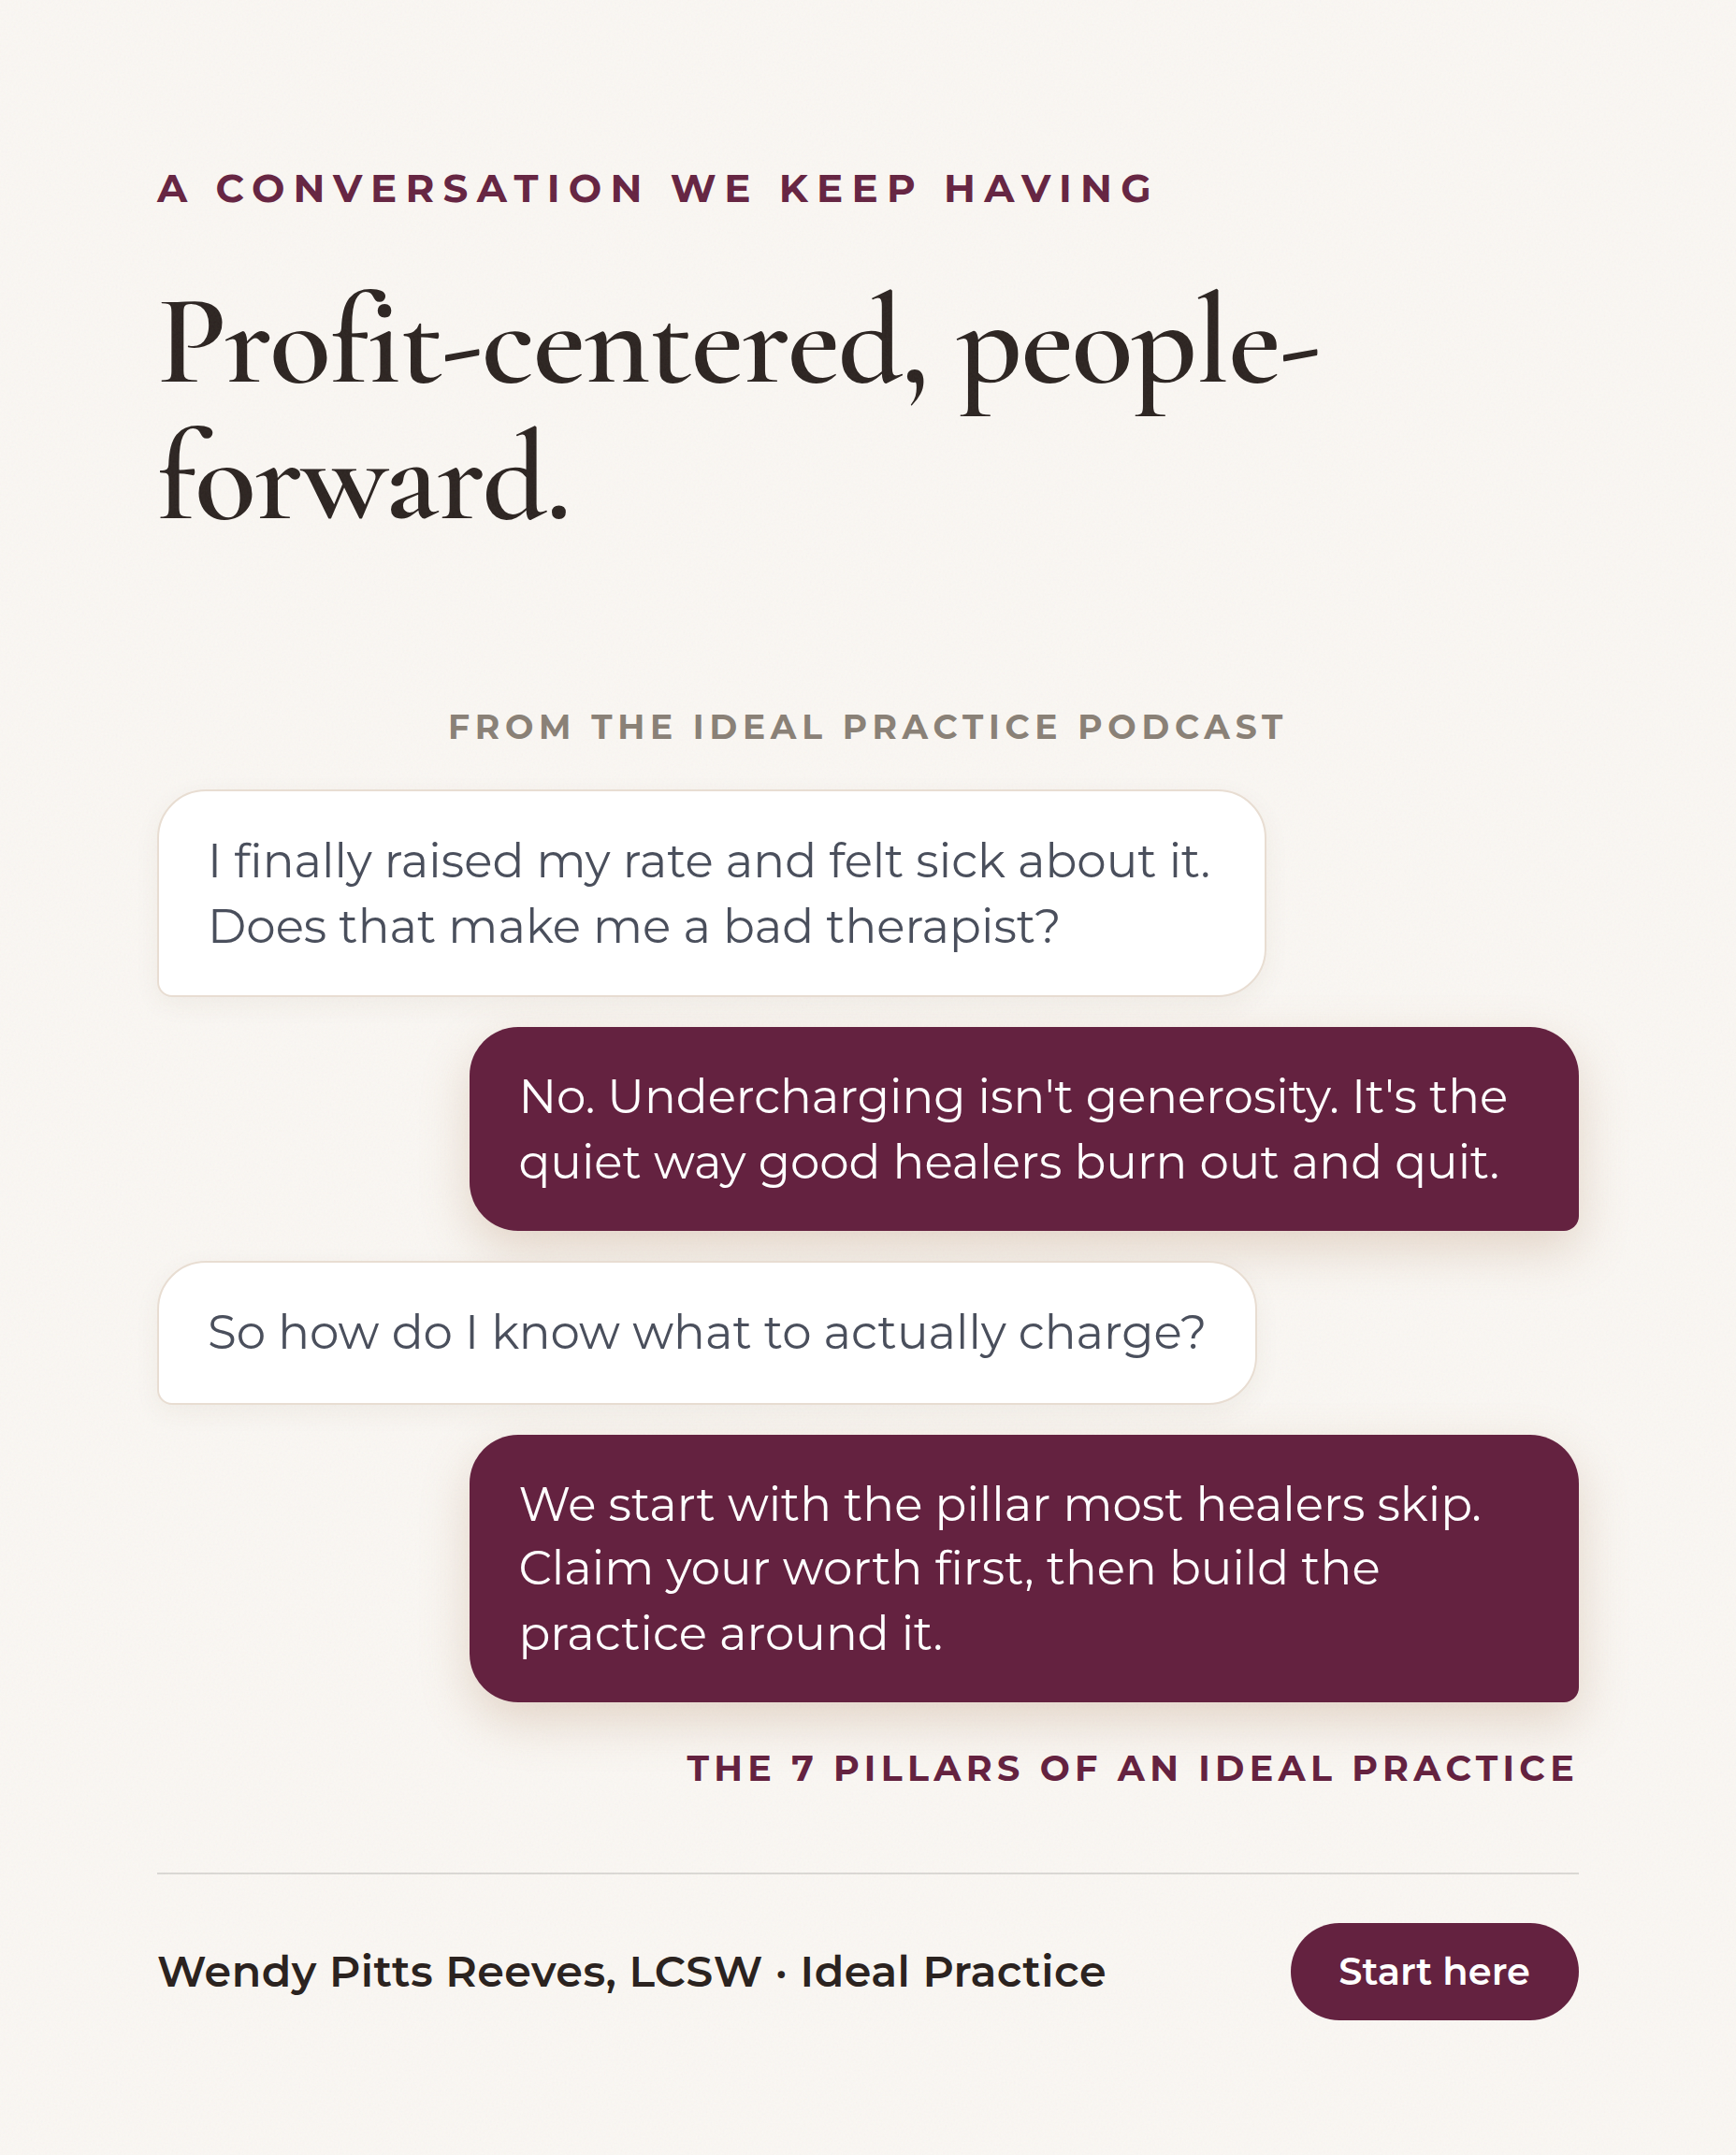 A CONVERSATION WE KEEP HAVING
Profit-centered, people-
forward.
FROM THE IDEAL PRACTICE PODCAST
I finally raised my rate and felt sick about it.
Does that make me a bad therapist?
No. Undercharging isn't generosity. It's the
quiet way good healers burn out and quit.
So how do I know what to actually charge?
We start with the pillar most healers skip.
Claim your worth first, then build the
practice around it.
THE 7 PILLARS OF AN IDEAL PRACTICE
Wendy Pitts Reeves, LCSW · Ideal Practice
Start here